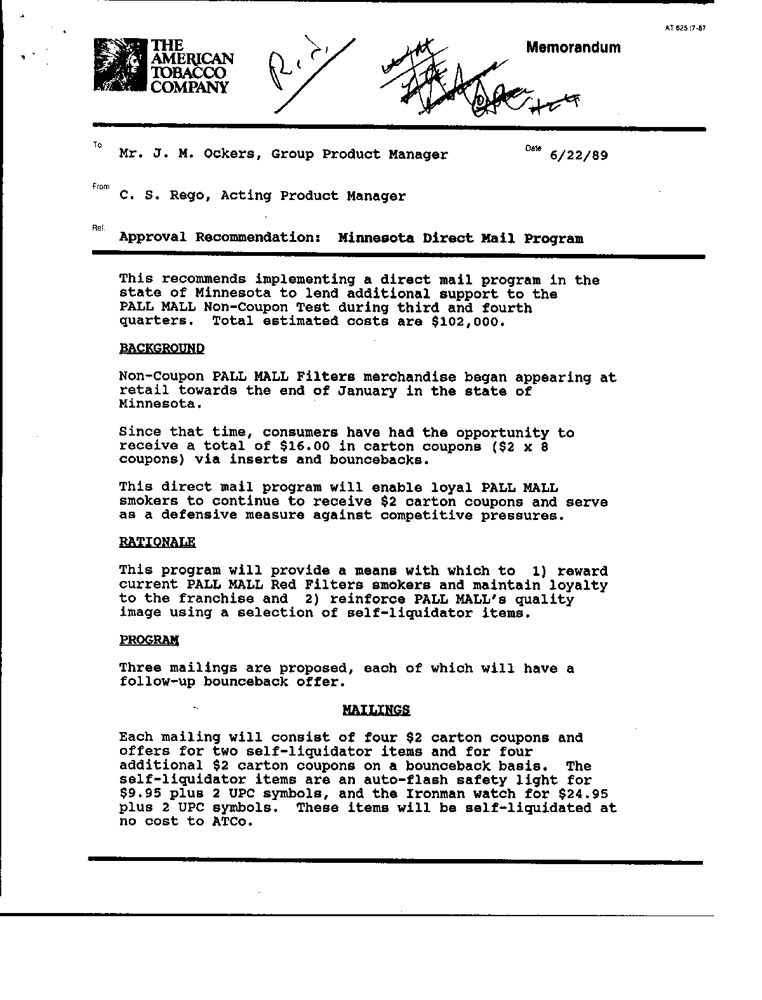 AT 625 (7-87
THE
AMERICAN
TOBACCO
COMPANY
Memorandum
To Mr. J. M. Ockers, Group Product Manager Date 6/22/89
From C. S. Rego, Acting Product Manager
Ref. Approval Recommendation: Minnesota Direct Mail Program
This recommends implementing a direct mail program in the
state of Minnesota to lend additional support to the
PALL MALL Non-Coupon Test during third and fourth
quarters. Total estimated costs are $102,000.
BACKGROUND
Non-Coupon PALL MALL Filters merchandise began appearing at
retail towards the end of January in the state of
Minnesota.
Since that time, consumers have had the opportunity to
receive a total of $16.00 in carton coupons ($2 x 8
coupons) via inserts and bouncebacks.
This direct mail program will enable loyal PALL MALL
smokers to continue to receive $2 carton coupons and serve
as a defensive measure against competitive pressures.
RATIONALE
This program will provide a means with which to 1) reward
current PALL MALL Red Filters smokers and maintain loyalty
to the franchise and 2) reinforce PALL MALL's quality
image using a selection of self-liquidator items.
PROGRAM
Three mailings are proposed, each of which will have a
follow-up bounceback offer.
MAILINGS
Each mailing will consist of four $2 carton coupons and
offers for two self-liquidator items and for four
additional $2 carton coupons on a bounceback basis. The
self-liquidator items are an auto-flash safety light for
$9.95 plus 2 UPC symbols, and the Ironman watch for $24.95
plus 2 UPC symbols. These items will be self-liquidated at
no cost to ATCo.